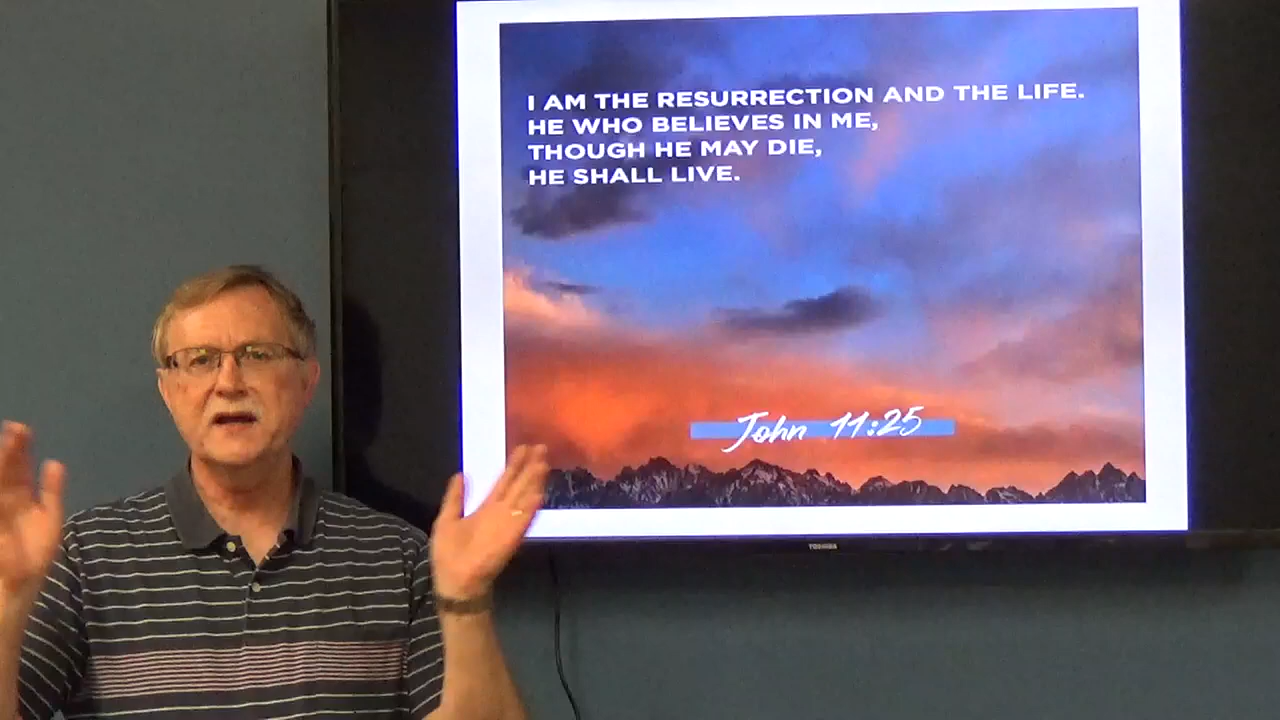 I AM THE RESURRECTION AND THE LIFE.
HE WHO BELIEVES IN ME,
THOUGH HE MAY DIE,
HE SHALL LIVE.
John 11:25
TOSHIBA